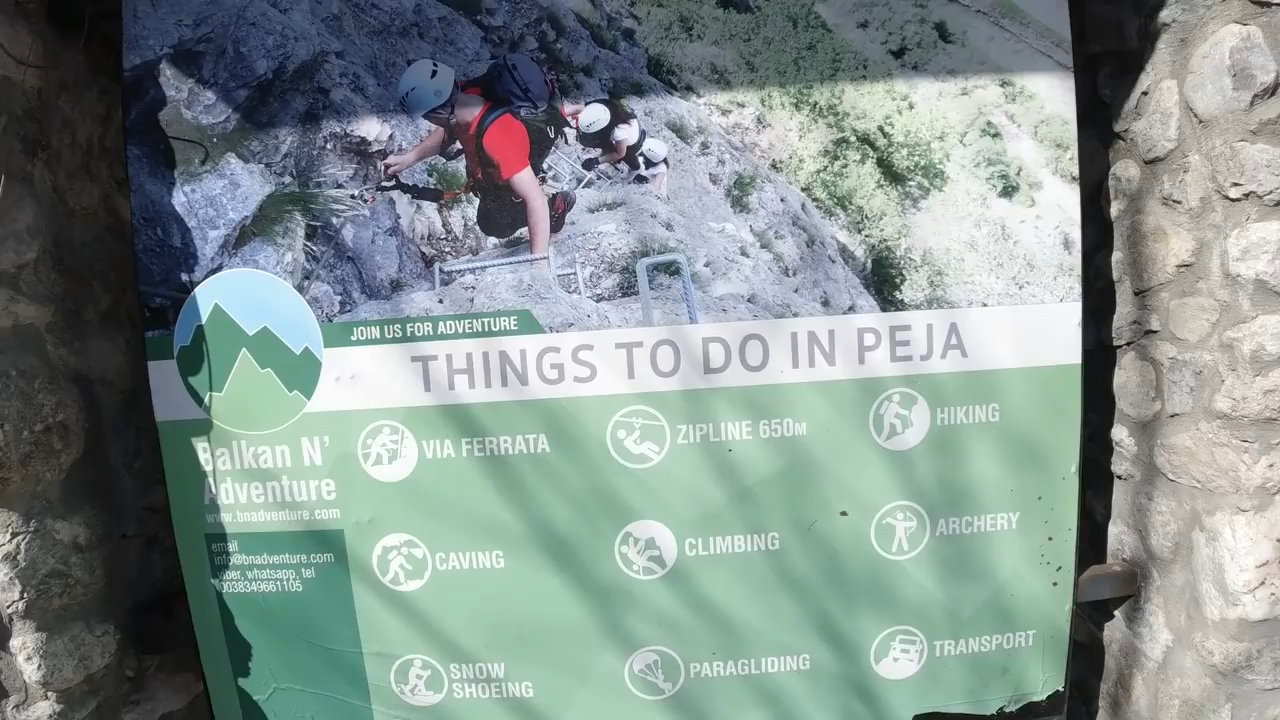 JOIN US FOR ADVENTURE
THINGS TO DO IN PEJA
Balkan N'
Adventure
www.bnadventure.com
email
info@bnadventure.com
viber, whatsapp, tel
0038349661105
VIA FERRATA
ZIPLINE 650M
HIKING
CAVING
CLIMBING
ARCHERY
SNOW
SHOEING
PARAGLIDING
TRANSPORT